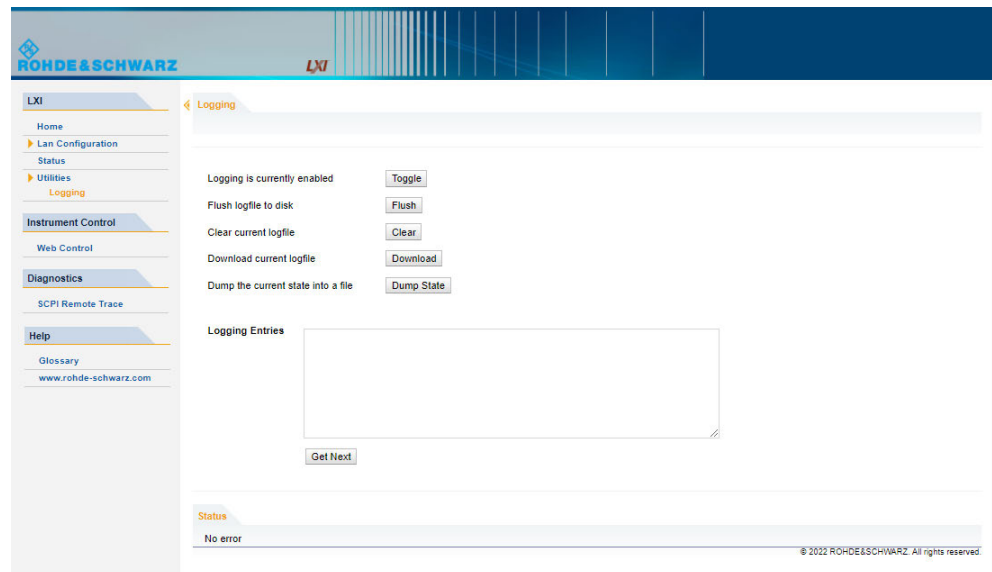 ROHDE&SCHWARZ
LXI
LXI
Home
Lan Configuration
Status
Utilities
Logging
Instrument Control
Web Control
Diagnostics
SCPI Remote Trace
Help
Glossary
www.rohde-schwarz.com
Logging
Logging is currently enabled Toggle
Flush logfile to disk Flush
Clear current logfile Clear
Download current logfile Download
Dump the current state into a file Dump State
Logging Entries
Get Next
Status
No error
© 2022 ROHDE&SCHWARZ. All rights reserved.